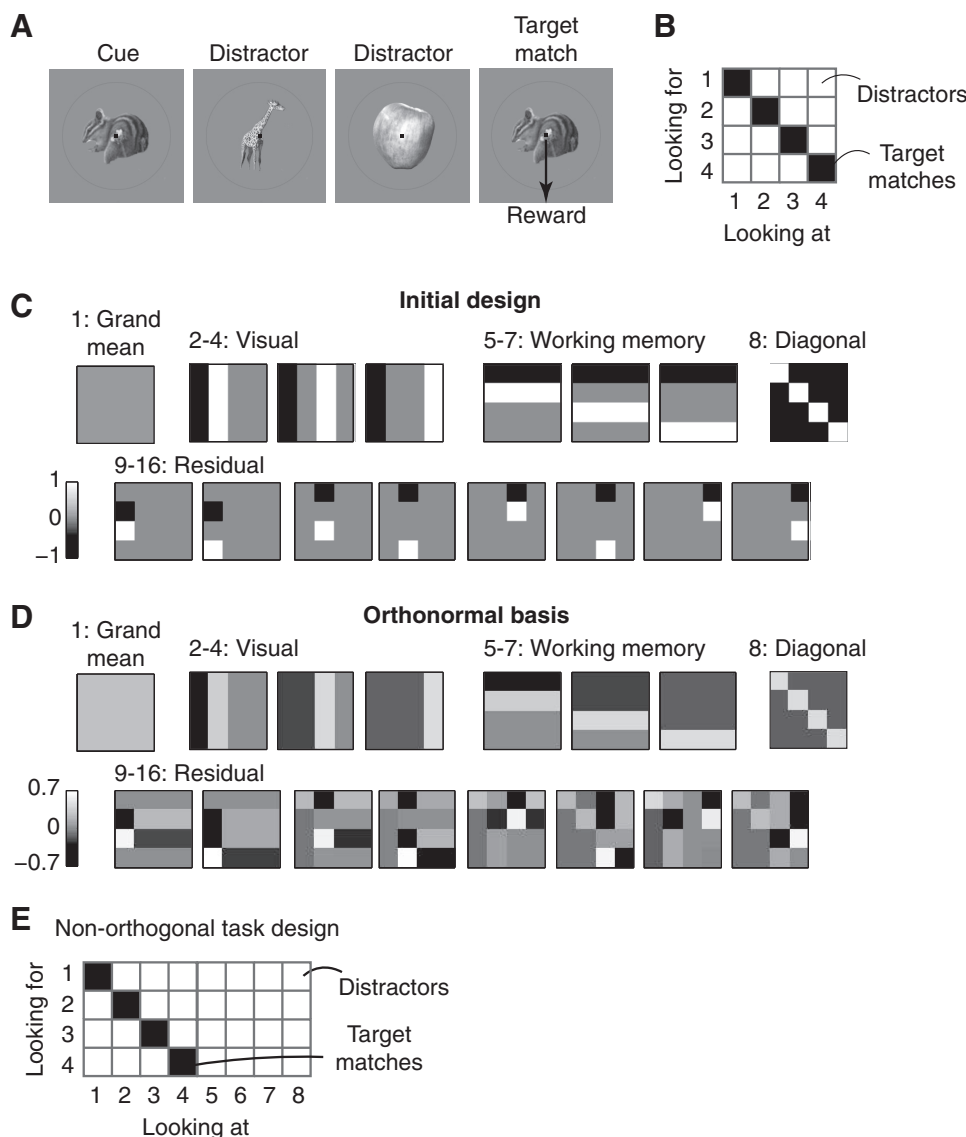 A
Cue
Distractor
Distractor
Target
match
Reward
B
Looking for
1
2
3
4
1 2 3 4
Looking at
Distractors
Target
matches
C
Initial design
1: Grand
mean
2-4: Visual
5-7: Working memory
8: Diagonal
9-16: Residual
1
0
−1
D
Orthonormal basis
1: Grand
mean
2-4: Visual
5-7: Working memory
8: Diagonal
9-16: Residual
0.7
0
−0.7
E
Non-orthogonal task design
Looking for
1
2
3
4
1 2 3 4 5 6 7 8
Looking at
Distractors
Target
matches